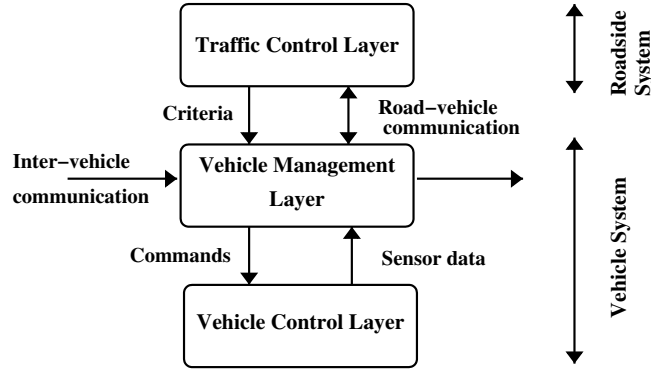 Traffic Control Layer
Criteria
Road−vehicle
communication
Inter−vehicle
communication
Vehicle Management
Layer
Commands
Sensor data
Vehicle Control Layer
Roadside
System
Vehicle System